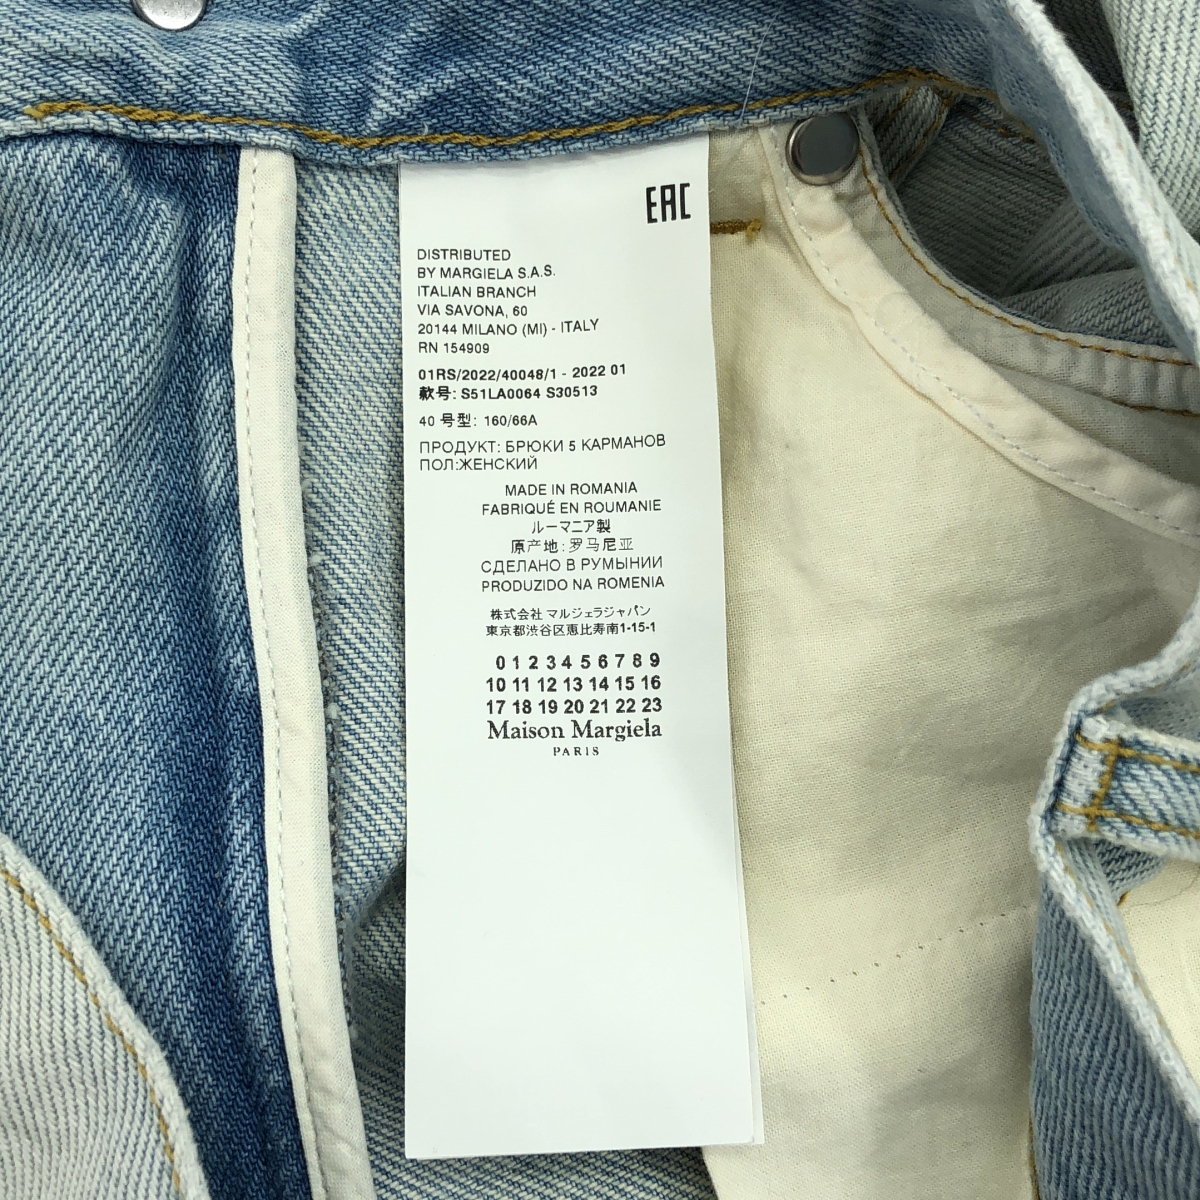 EAC
DISTRIBUTED
BY MARGIELA S.A.S.
ITALIAN BRANCH
VIA SAVONA, 60
20144 MILANO (MI) - ITALY
RN 154909
01RS/2022/40048/1 - 2022 01
款号: S51LA0064 S30513
40 号型: 160/66A
ПРОДУКТ: БРЮКИ 5 КАРМАНОВ
ПОЛ:ЖЕНСКИЙ
MADE IN ROMANIA
FABRIQUÉ EN ROUMANIE
ルーマニア製
原产地: 罗马尼亚
СДЕЛАНО В РУМЫНИИ
PRODUZIDO NA ROMENIA
株式会社 マルジェラジャパン
東京都渋谷区恵比寿南1-15-1
0 1 2 3 4 5 6 7 8 9
10 11 12 13 14 15 16
17 18 19 20 21 22 23
Maison Margiela
PARIS